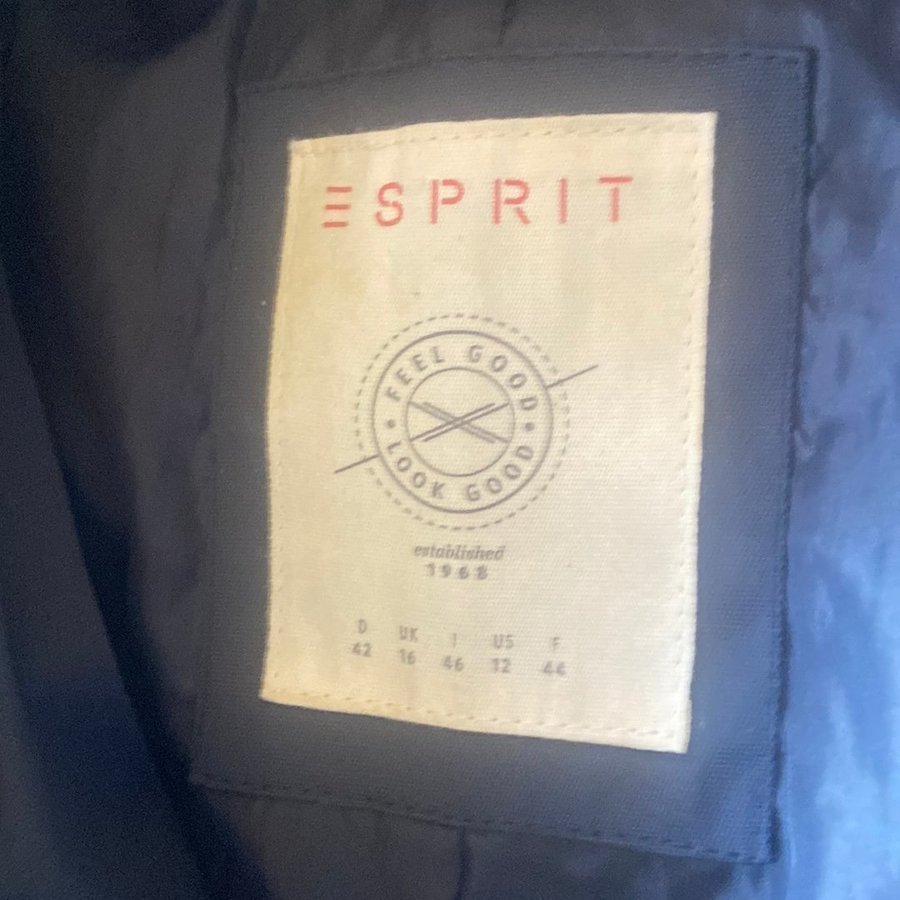 ESPRIT
FEEL GOOD
LOOK GOOD
established
1968
D UK I US F
42 16 46 12 44